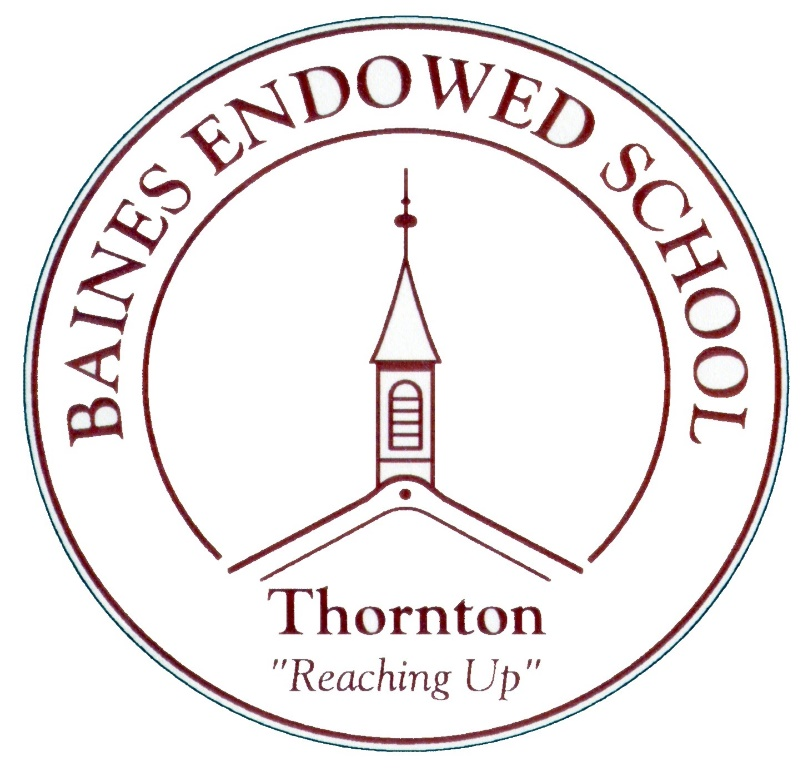 BAINES ENDOWED SCHOOL
Thornton
"Reaching Up"